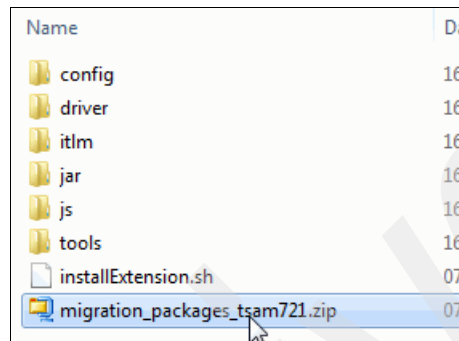 Name
config 16
driver 16
itlm 16
jar 16
js 16
tools 16
installExtension.sh 07
migration_packages_tsam721.zip 07